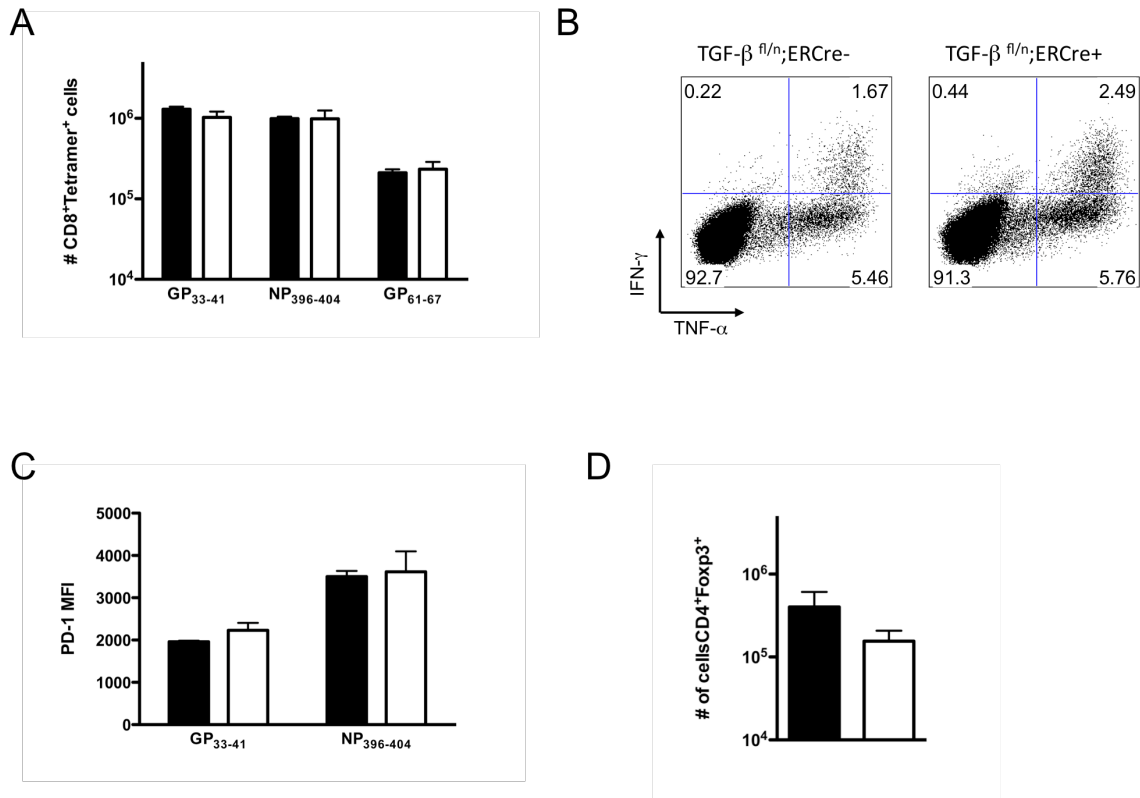 A
# CD8+Tetramer+ cells
10^6
10^5
10^4
GP33-41 NP396-404 GP61-67
B
TGF-β fl/n;ERCre- TGF-β fl/n;ERCre+
0.22 1.67 0.44 2.49
92.7 5.46 91.3 5.76
IFN-γ
TNF-α
C
PD-1 MFI
5000
4000
3000
2000
1000
0
GP33-41 NP396-404
D
# of cellsCD4+Foxp3+
10^6
10^5
10^4